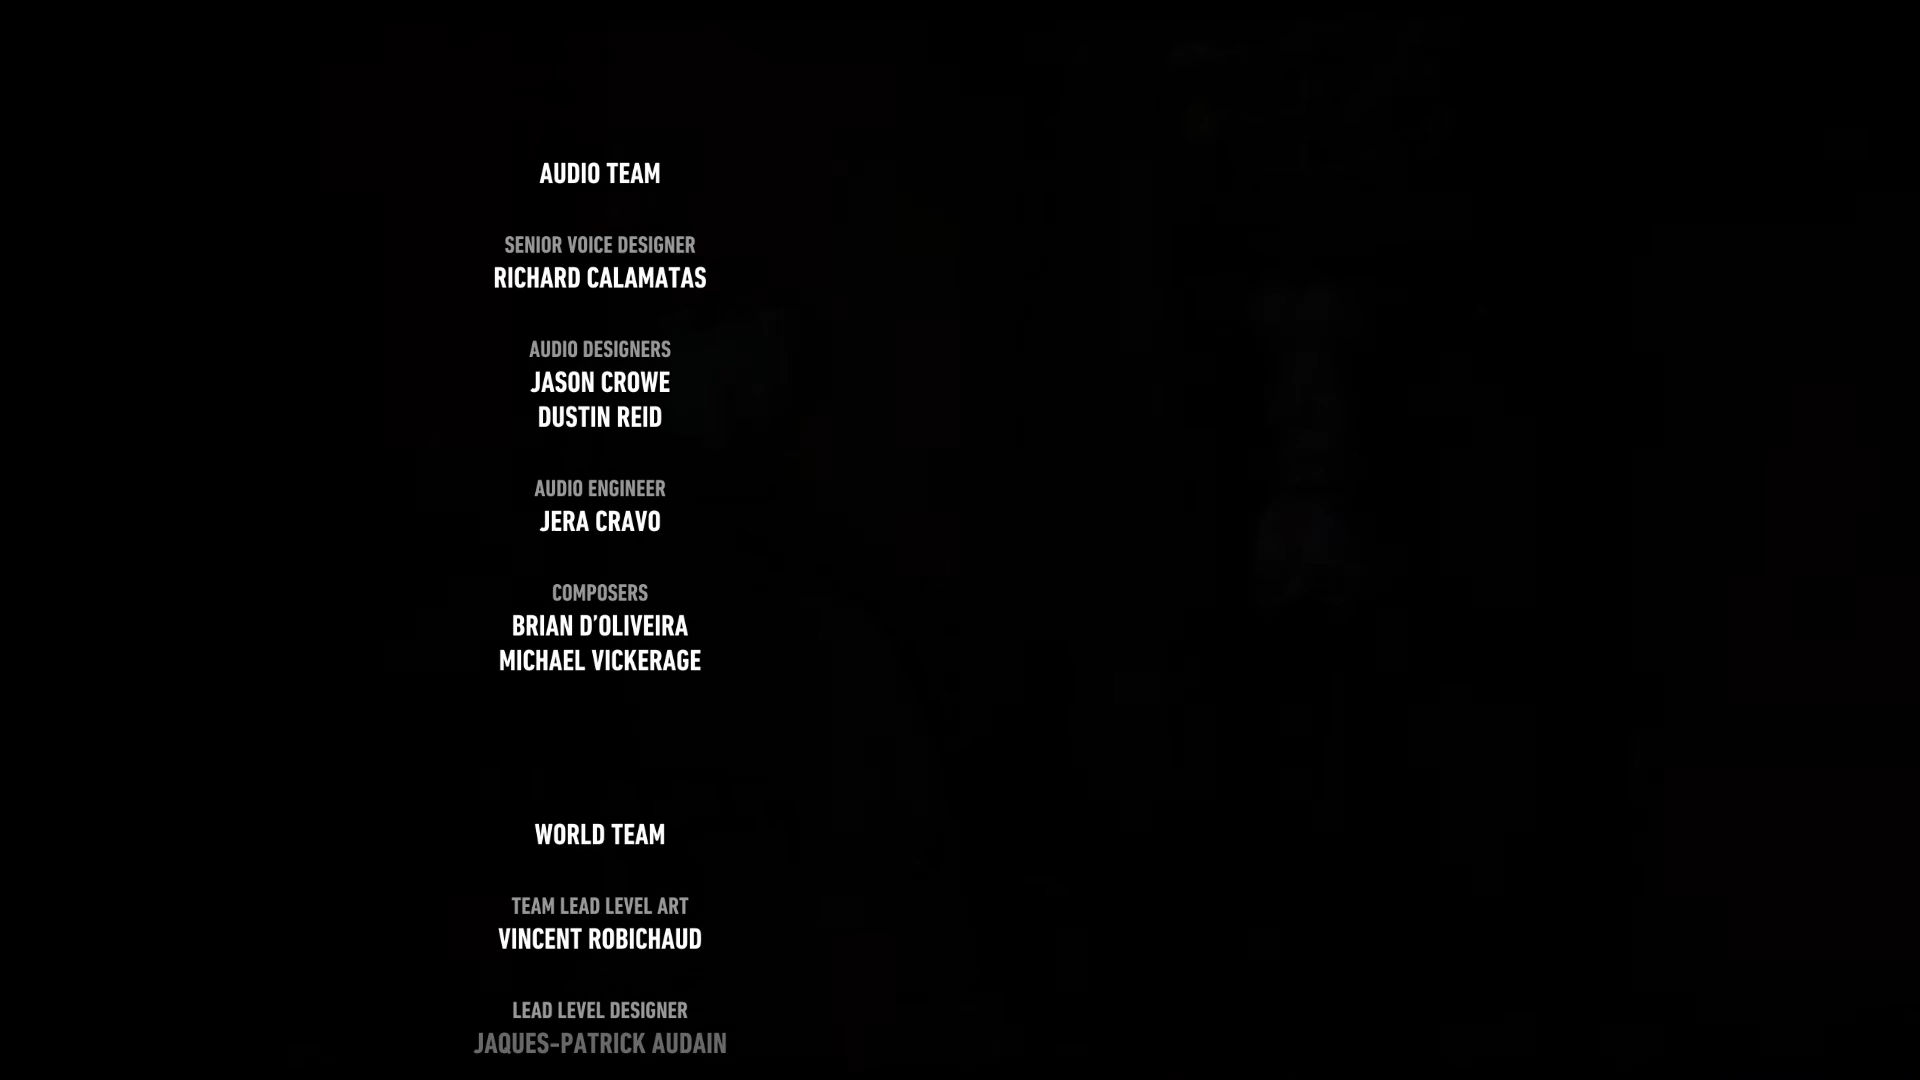 AUDIO TEAM
SENIOR VOICE DESIGNER
RICHARD CALAMATAS
AUDIO DESIGNERS
JASON CROWE
DUSTIN REID
AUDIO ENGINEER
JERA CRAVO
COMPOSERS
BRIAN D’OLIVEIRA
MICHAEL VICKERAGE
WORLD TEAM
TEAM LEAD LEVEL ART
VINCENT ROBICHAUD
LEAD LEVEL DESIGNER
JAQUES-PATRICK AUDAIN